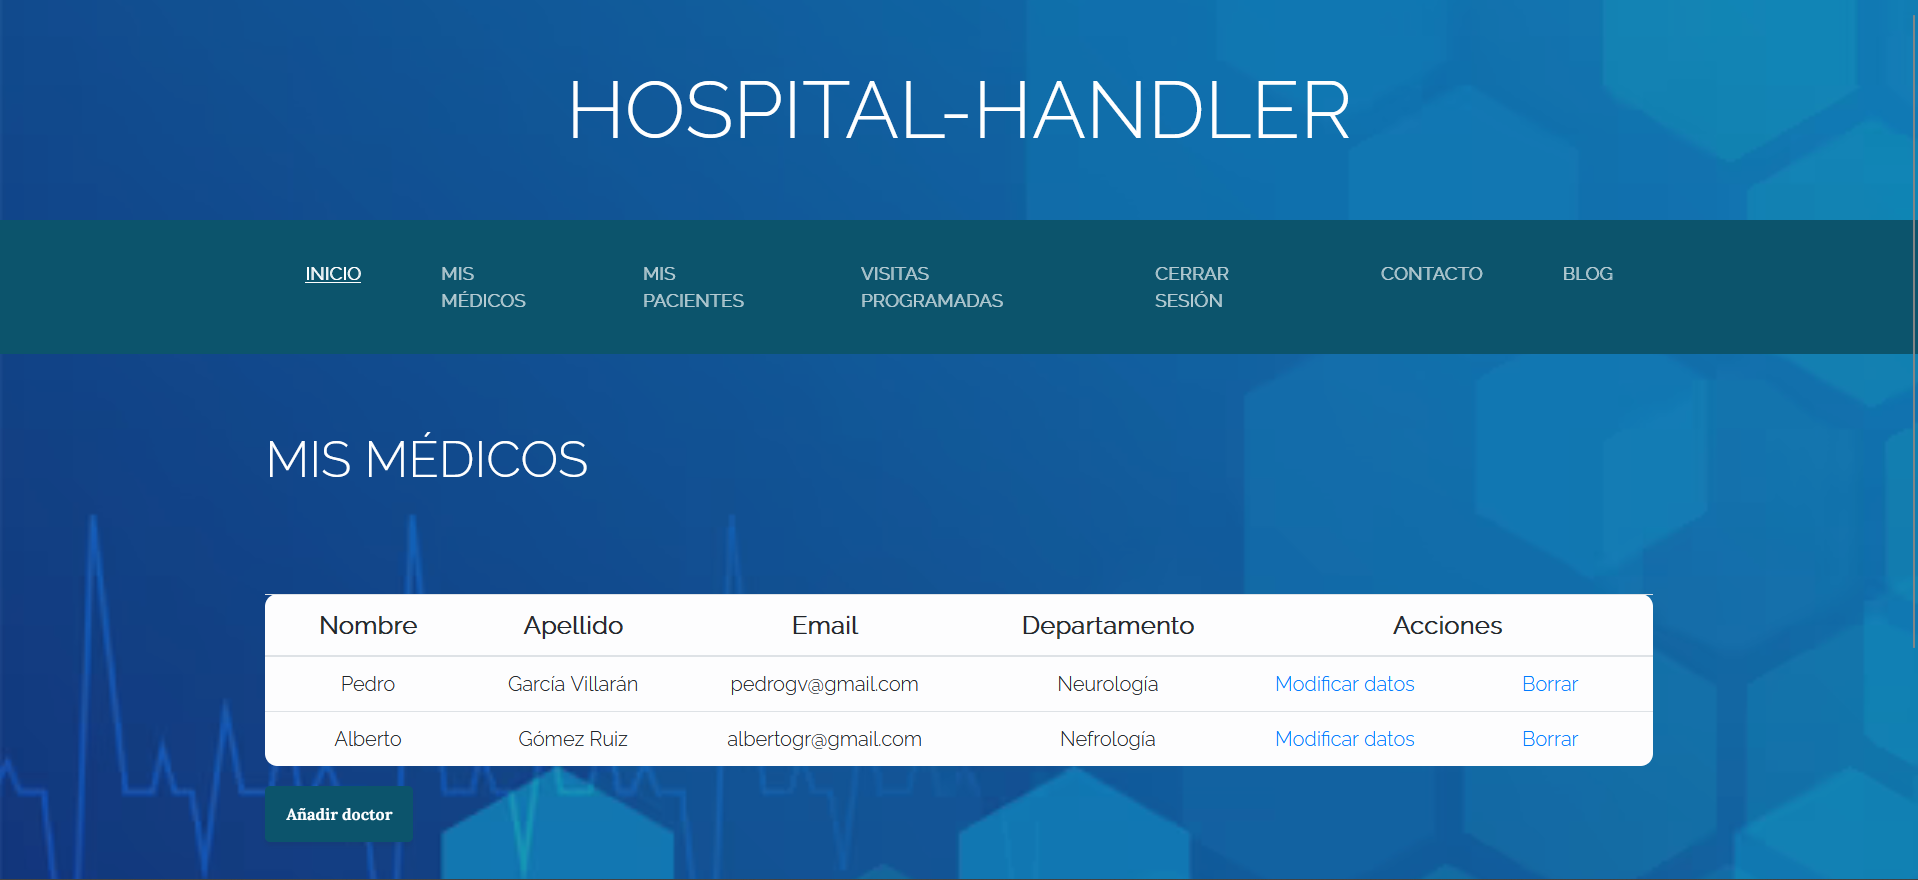 HOSPITAL-HANDLER
INICIO
MIS
MÉDICOS
MIS
PACIENTES
VISITAS
PROGRAMADAS
CERRAR
SESIÓN
CONTACTO
BLOG
MIS MÉDICOS
Nombre Apellido Email Departamento Acciones
Pedro García Villarán pedrogv@gmail.com Neurología Modificar datos Borrar
Alberto Gómez Ruiz albertogr@gmail.com Nefrología Modificar datos Borrar
Añadir doctor